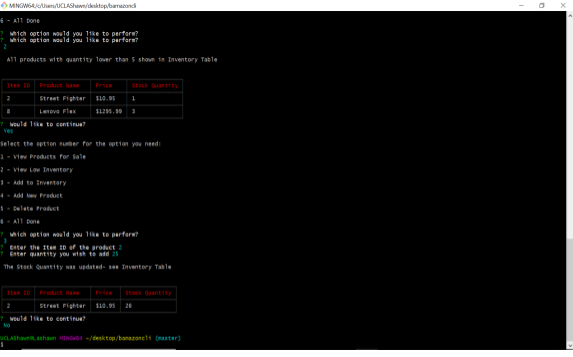 MINGW64:/c/Users/UCLAShawn/desktop/bamazoncli
6 - All Done
? Which option would you like to perform?
? Which option would you like to perform?
2
All products with quantity lower than 5 shown in Inventory Table
Item ID Product Name Price Stock Quantity
2 Street Fighter $10.95 1
8 Lenovo Flex $1295.99 3
? Would like to continue?
Yes
Select the option number for the option you need:
1 - View Products for Sale
2 - View Low Inventory
3 - Add to Inventory
4 - Add New Product
5 - Delete Product
6 - All Done
? Which option would you like to perform?
3
? Enter the Item ID of the product 2
? Enter quantity you wish to add 25
The Stock Quantity was updated- see Inventory Table
Item ID Product Name Price Stock Quantity
2 Street Fighter $10.95 26
? Would like to continue?
No
MINGW64 ~/desktop/bamazoncli (master)
$